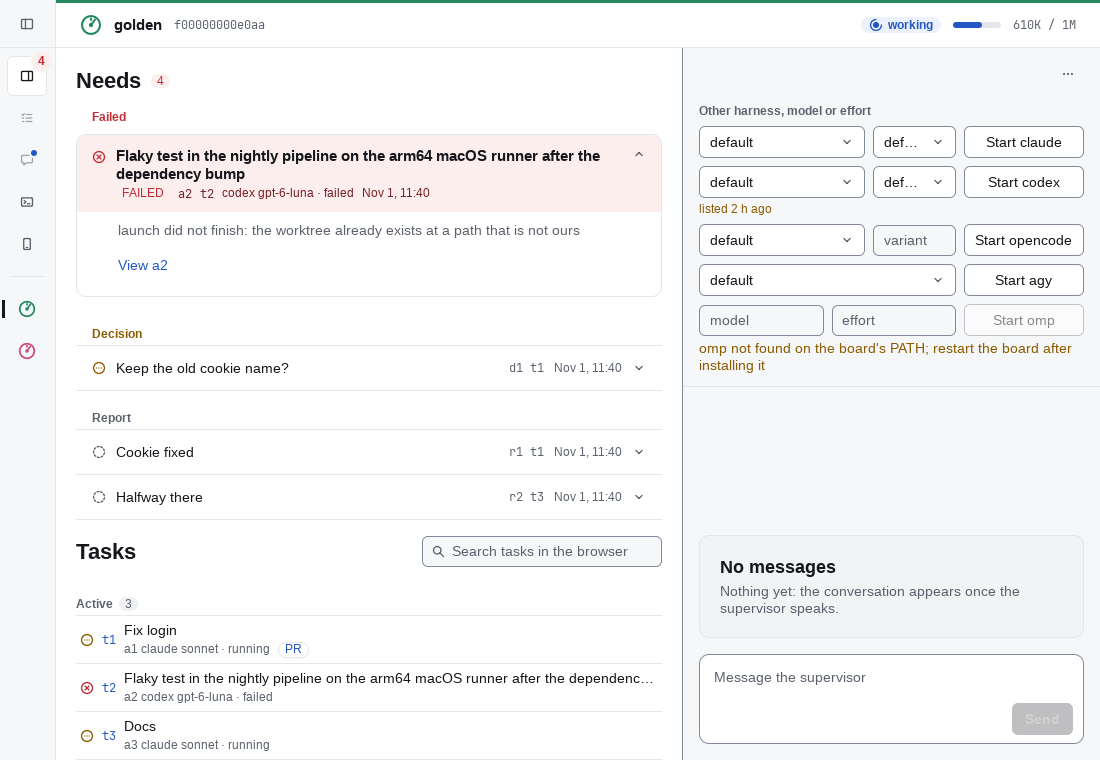 4
golden f00000000e0aa
working 610K / 1M
Needs 4
Failed
Flaky test in the nightly pipeline on the arm64 macOS runner after the
dependency bump
FAILED a2 t2 codex gpt-6-luna · failed Nov 1, 11:40
launch did not finish: the worktree already exists at a path that is not ours
View a2
Decision
Keep the old cookie name? d1 t1 Nov 1, 11:40
Report
Cookie fixed r1 t1 Nov 1, 11:40
Halfway there r2 t3 Nov 1, 11:40
Tasks
Search tasks in the browser
Active 3
t1 Fix login
a1 claude sonnet · running PR
t2 Flaky test in the nightly pipeline on the arm64 macOS runner after the dependenc…
a2 codex gpt-6-luna · failed
t3 Docs
a3 claude sonnet · running
Other harness, model or effort
default def… Start claude
default def… Start codex
listed 2 h ago
default variant Start opencode
default Start agy
model effort Start omp
omp not found on the board's PATH; restart the board after
installing it
No messages
Nothing yet: the conversation appears once the
supervisor speaks.
Message the supervisor
Send